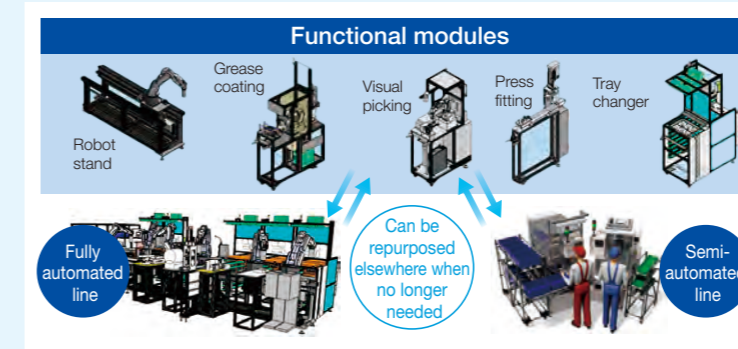 Functional modules
Robot
stand
Grease
coating
Visual
picking
Press
fitting
Tray
changer
Fully
automated
line
Can be
repurposed
elsewhere when
no longer
needed
Semi-
automated
line